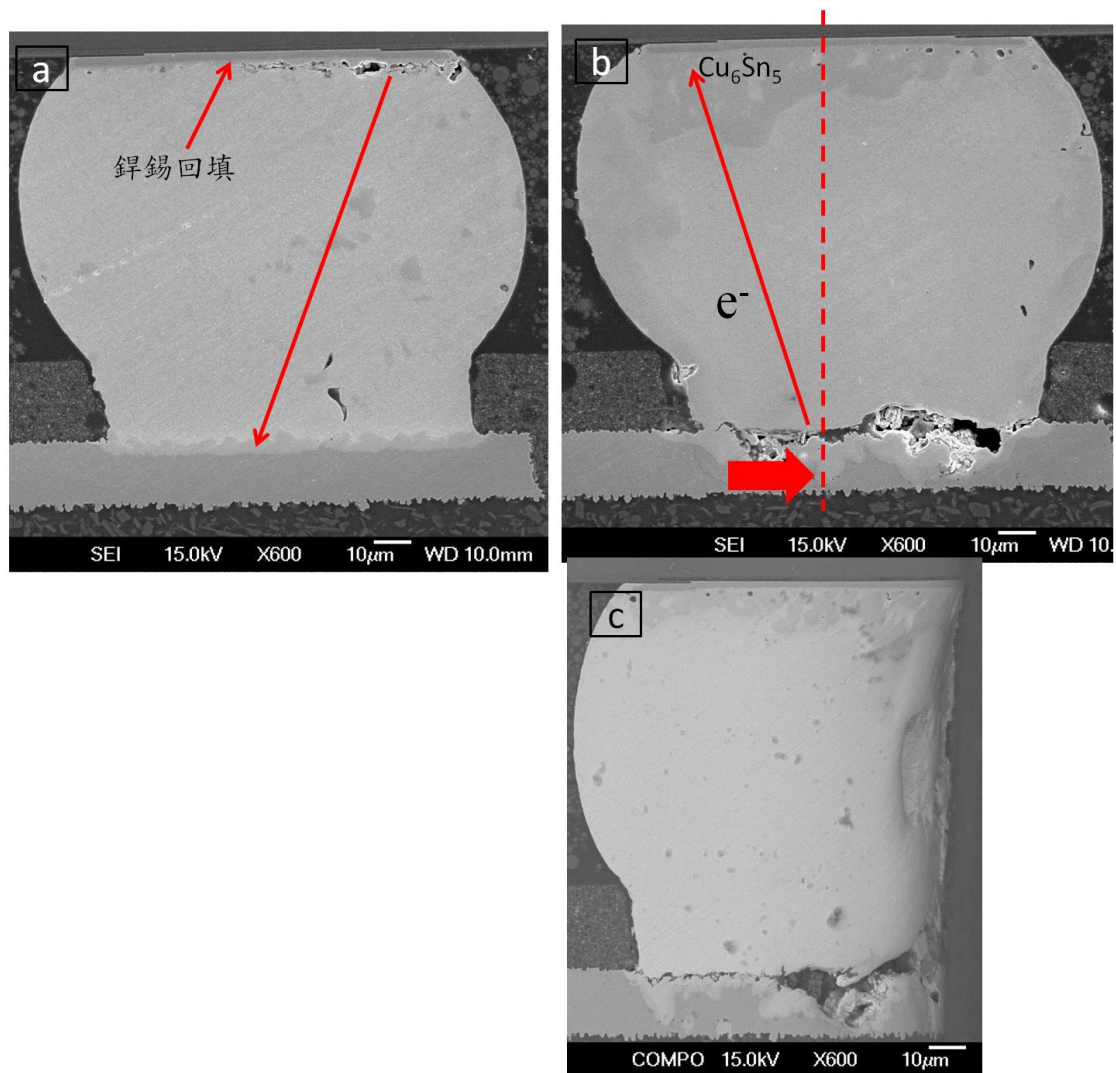 a
銲錫回填
SEI 15.0kV X600 10μm WD 10.0mm
b
Cu₆Sn₅
e⁻
SEI 15.0kV X600 10μm WD 10.
c
COMPO 15.0kV X600 10μm